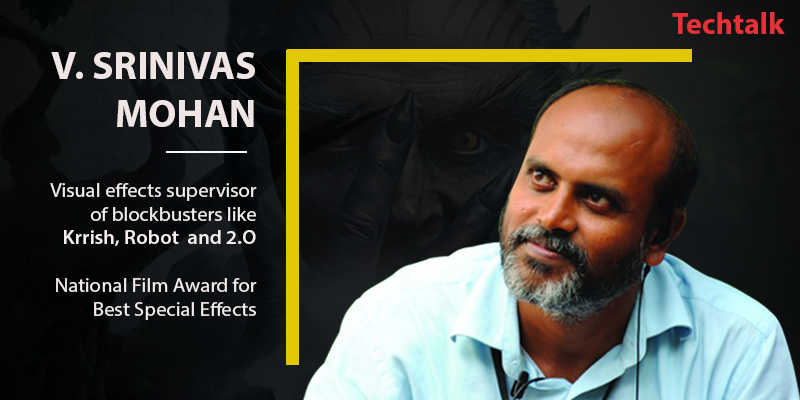 Techtalk
V. SRINIVAS
MOHAN
Visual effects supervisor
of blockbusters like
Krrish, Robot and 2.O
National Film Award for
Best Special Effects